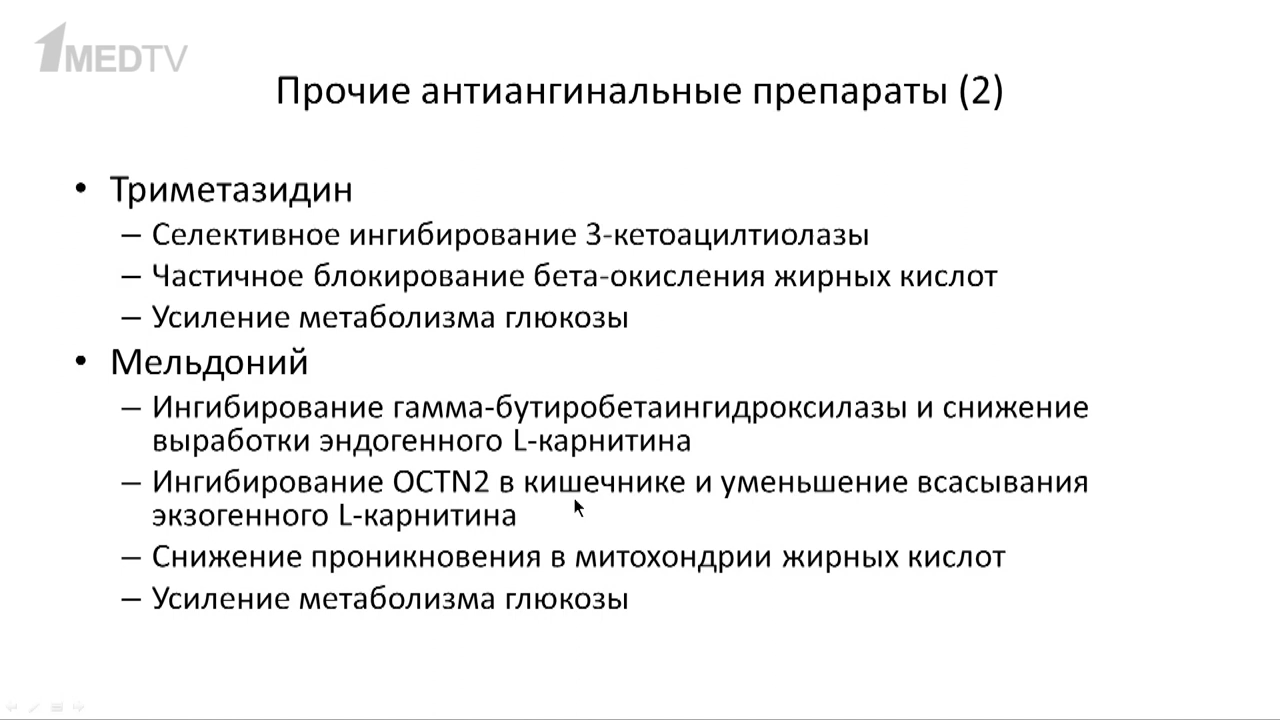 1MEDTV
Прочие антиангинальные препараты (2)
• Триметазидин
– Селективное ингибирование 3-кетоацилтиолазы
– Частичное блокирование бета-окисления жирных кислот
– Усиление метаболизма глюкозы
• Мельдоний
– Ингибирование гамма-бутиробетаингидроксилазы и снижение
выработки эндогенного L-карнитина
– Ингибирование OCTN2 в кишечнике и уменьшение всасывания
экзогенного L-карнитина
– Снижение проникновения в митохондрии жирных кислот
– Усиление метаболизма глюкозы